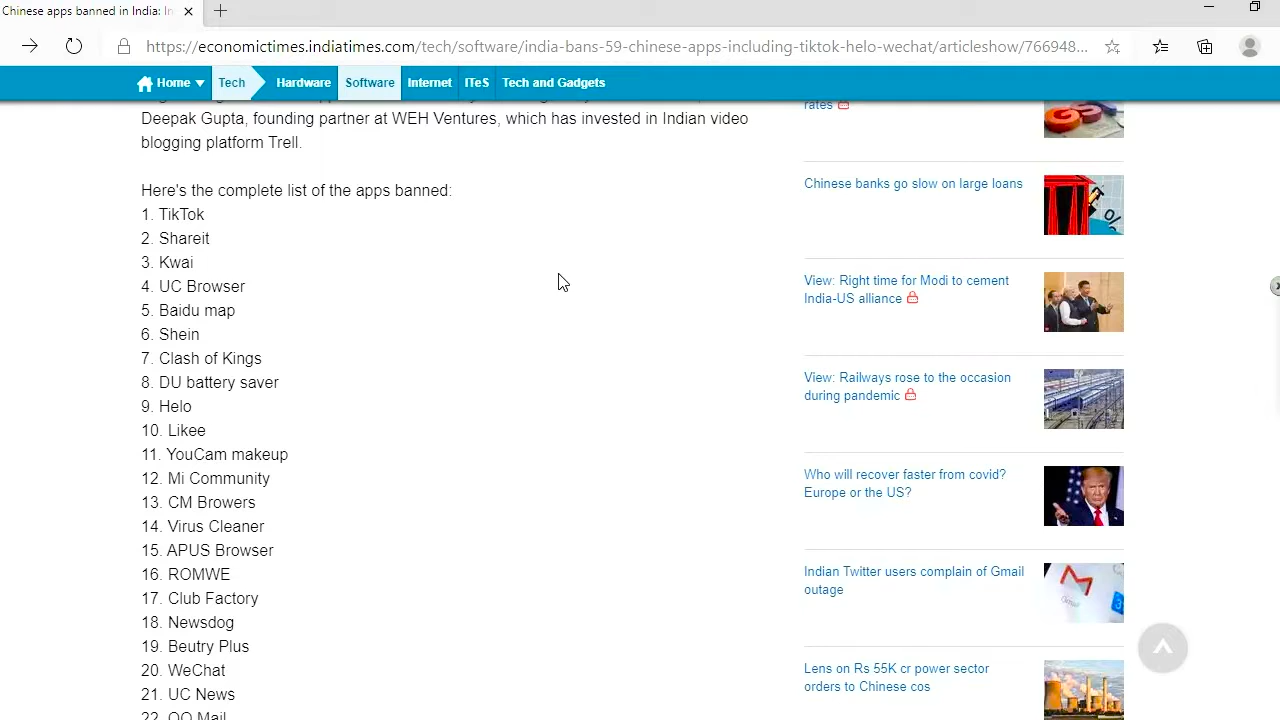 Chinese apps banned in India: In
https://economictimes.indiatimes.com/tech/software/india-bans-59-chinese-apps-including-tiktok-helo-wechat/articleshow/766948...
Home Tech Hardware Software Internet ITeS Tech and Gadgets
Deepak Gupta, founding partner at WEH Ventures, which has invested in Indian video
blogging platform Trell.
Here's the complete list of the apps banned:
1. TikTok
2. Shareit
3. Kwai
4. UC Browser
5. Baidu map
6. Shein
7. Clash of Kings
8. DU battery saver
9. Helo
10. Likee
11. YouCam makeup
12. Mi Community
13. CM Browers
14. Virus Cleaner
15. APUS Browser
16. ROMWE
17. Club Factory
18. Newsdog
19. Beutry Plus
20. WeChat
21. UC News
22. QQ Mail
rates
Chinese banks go slow on large loans
View: Right time for Modi to cement
India-US alliance
View: Railways rose to the occasion
during pandemic
Who will recover faster from covid?
Europe or the US?
Indian Twitter users complain of Gmail
outage
Lens on Rs 55K cr power sector
orders to Chinese cos